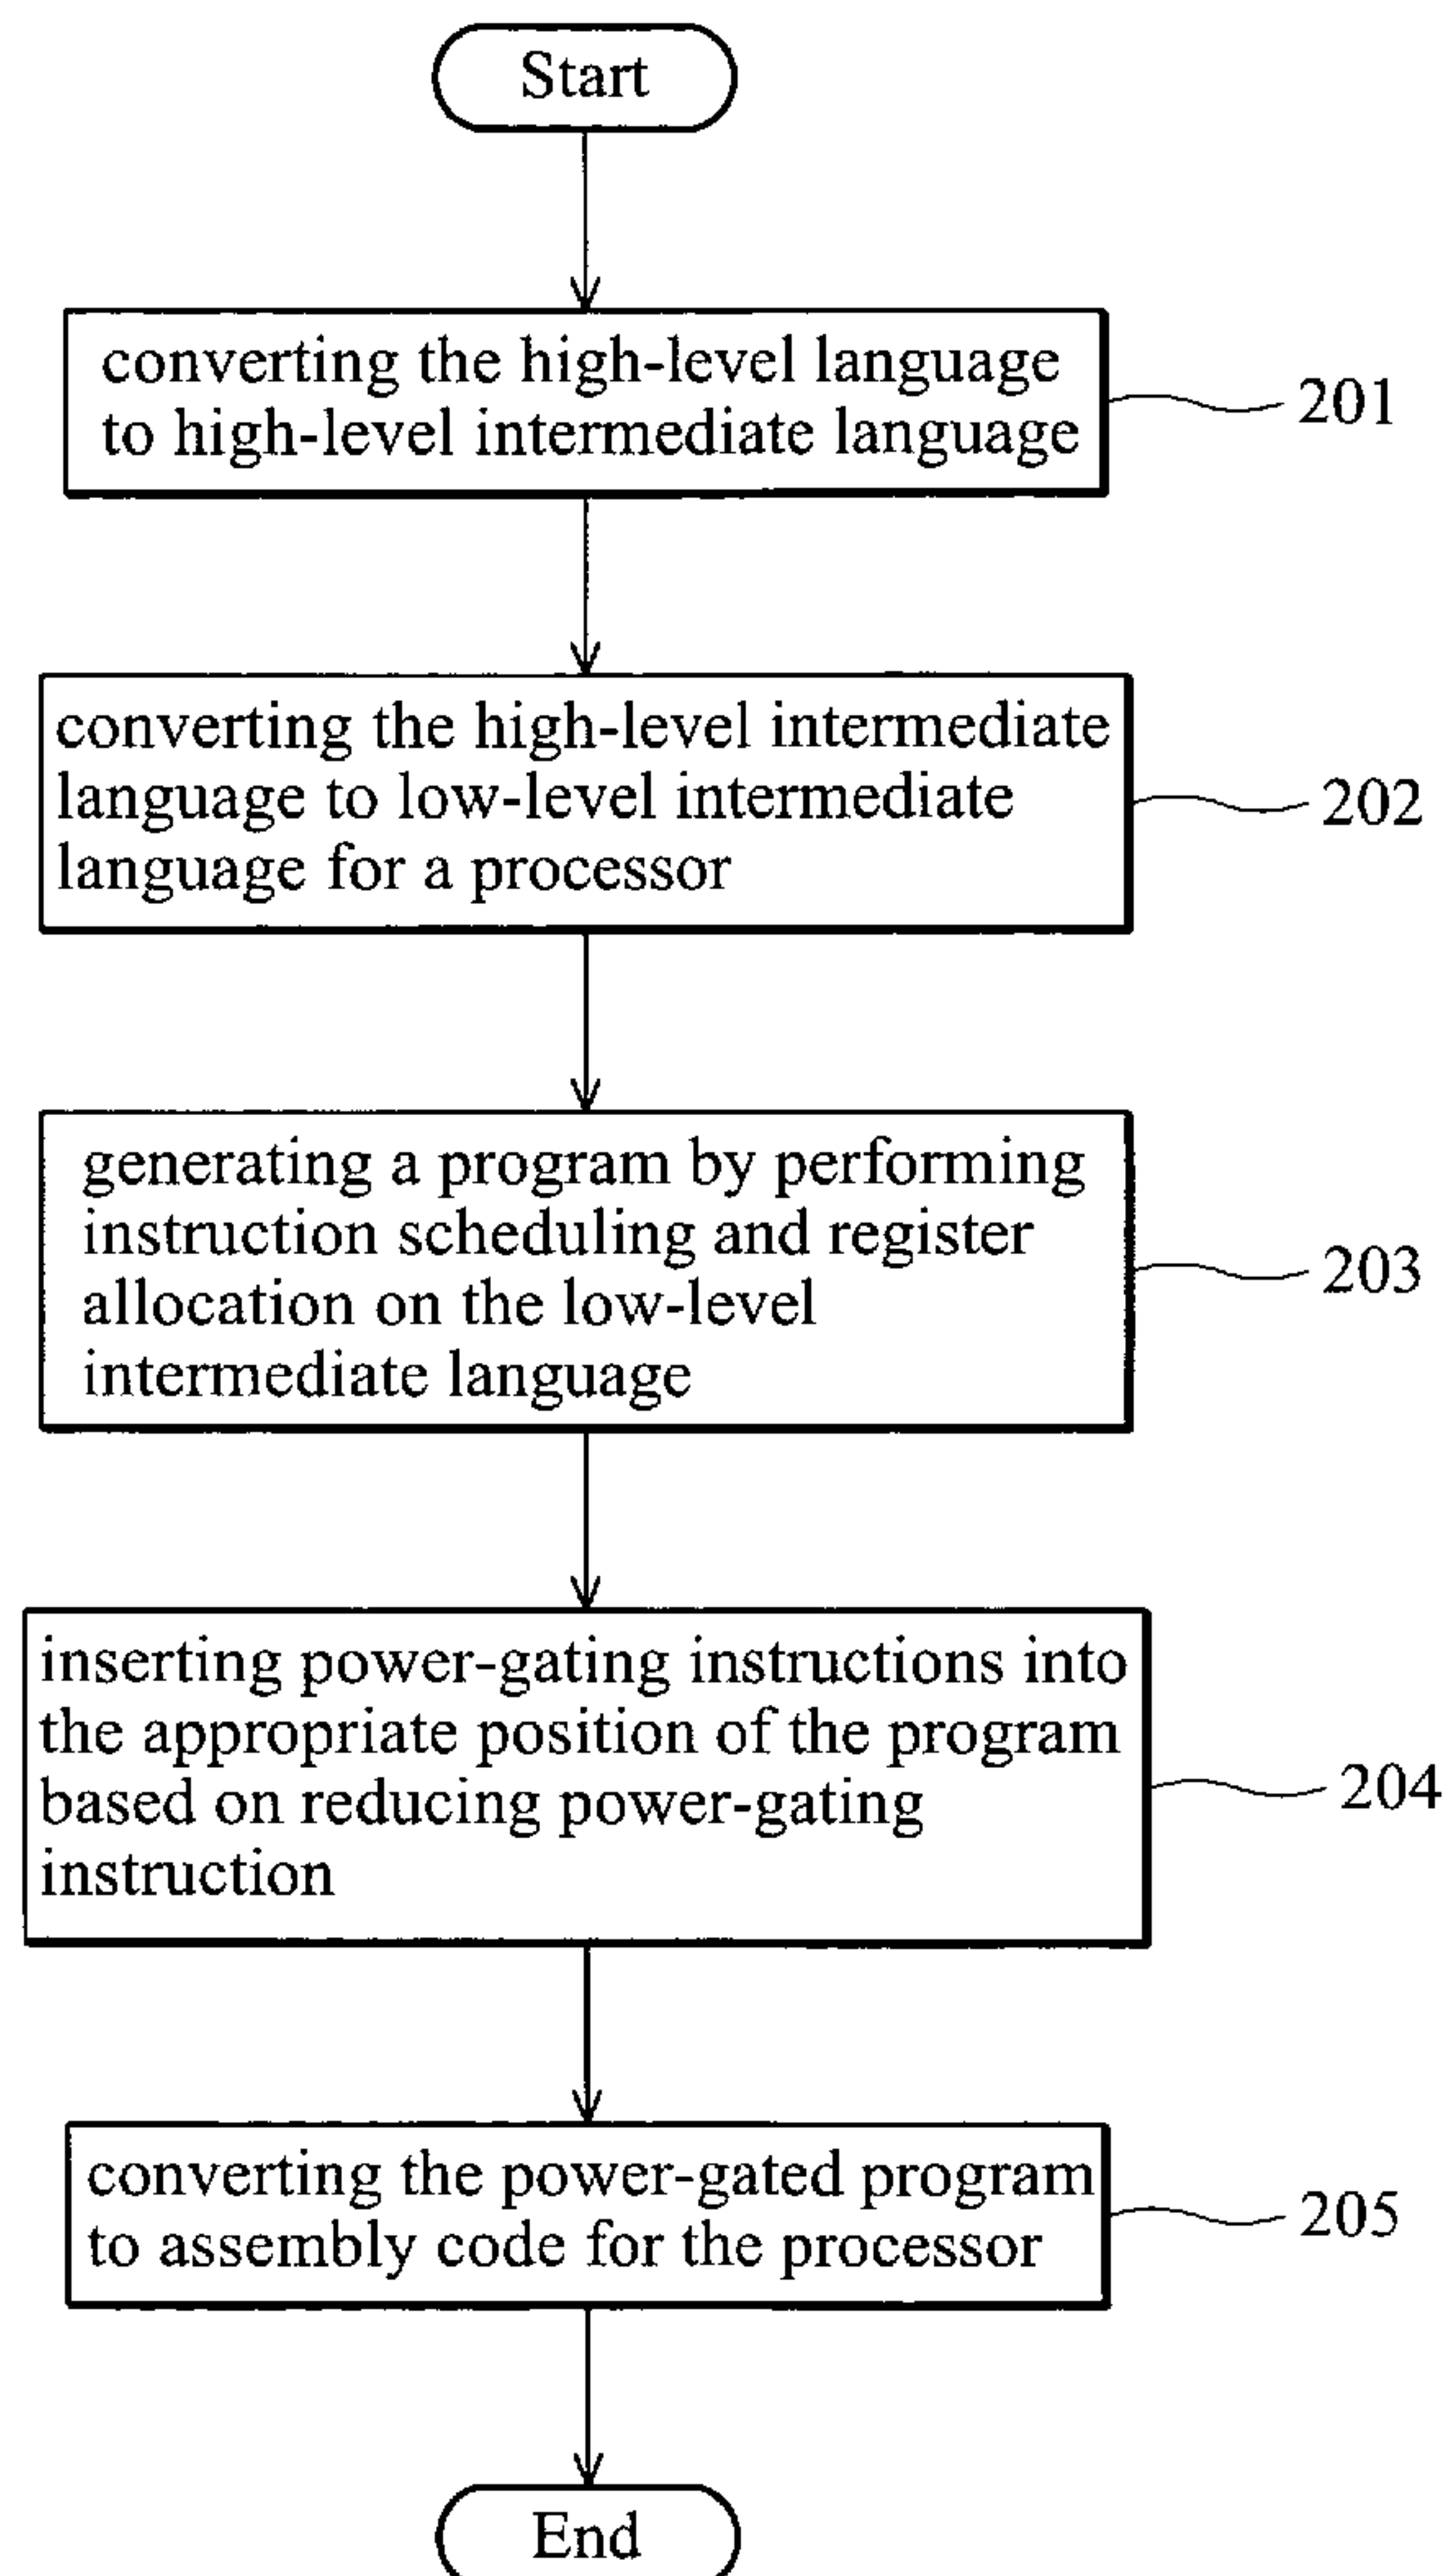 Start
converting the high-level language
to high-level intermediate language
201
converting the high-level intermediate
language to low-level intermediate
language for a processor
202
generating a program by performing
instruction scheduling and register
allocation on the low-level
intermediate language
203
inserting power-gating instructions into
the appropriate position of the program
based on reducing power-gating
instruction
204
converting the power-gated program
to assembly code for the processor
205
End